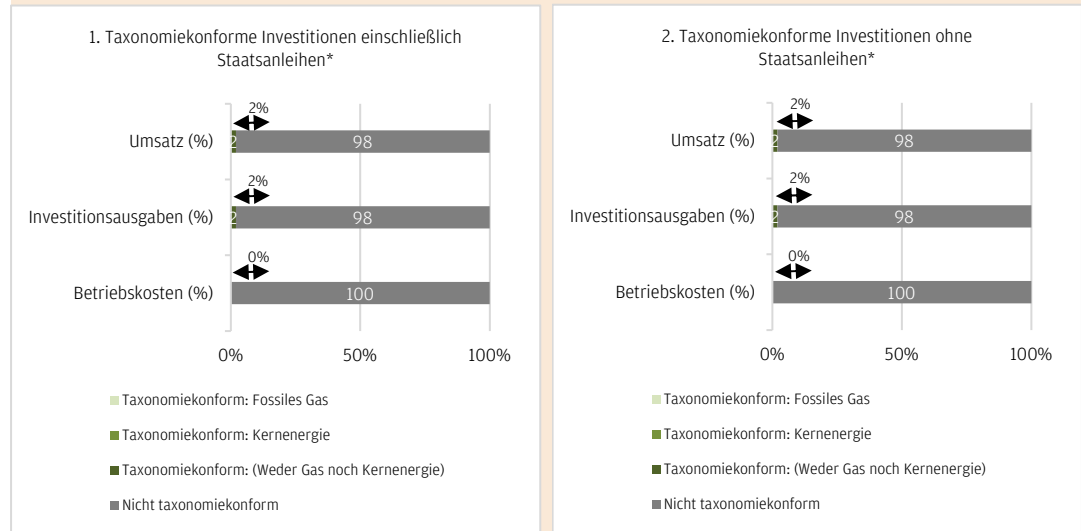 1. Taxonomiekonforme Investitionen einschließlich
Staatsanleihen*
2%
Umsatz (%)
2 98
2%
Investitionsausgaben (%)
2 98
0%
Betriebskosten (%)
100
0% 50% 100%
Taxonomiekonform: Fossiles Gas
Taxonomiekonform: Kernenergie
Taxonomiekonform: (Weder Gas noch Kernenergie)
Nicht taxonomiekonform
2. Taxonomiekonforme Investitionen ohne
Staatsanleihen*
2%
Umsatz (%)
2 98
2%
Investitionsausgaben (%)
2 98
0%
Betriebskosten (%)
100
0% 50% 100%
Taxonomiekonform: Fossiles Gas
Taxonomiekonform: Kernenergie
Taxonomiekonform: (Weder Gas noch Kernenergie)
Nicht taxonomiekonform